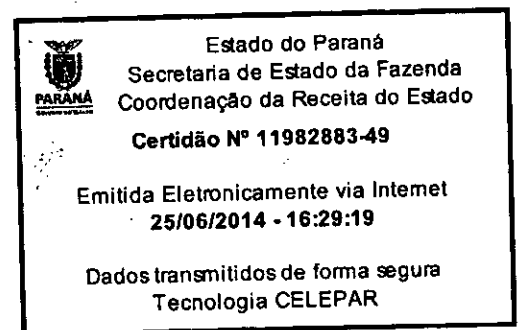 Estado do Paraná
Secretaria de Estado da Fazenda
PARANÁ
Coordenação da Receita do Estado
Certidão Nº 11982883-49
Emitida Eletronicamente via Internet
25/06/2014 - 16:29:19
Dados transmitidos de forma segura
Tecnologia CELEPAR